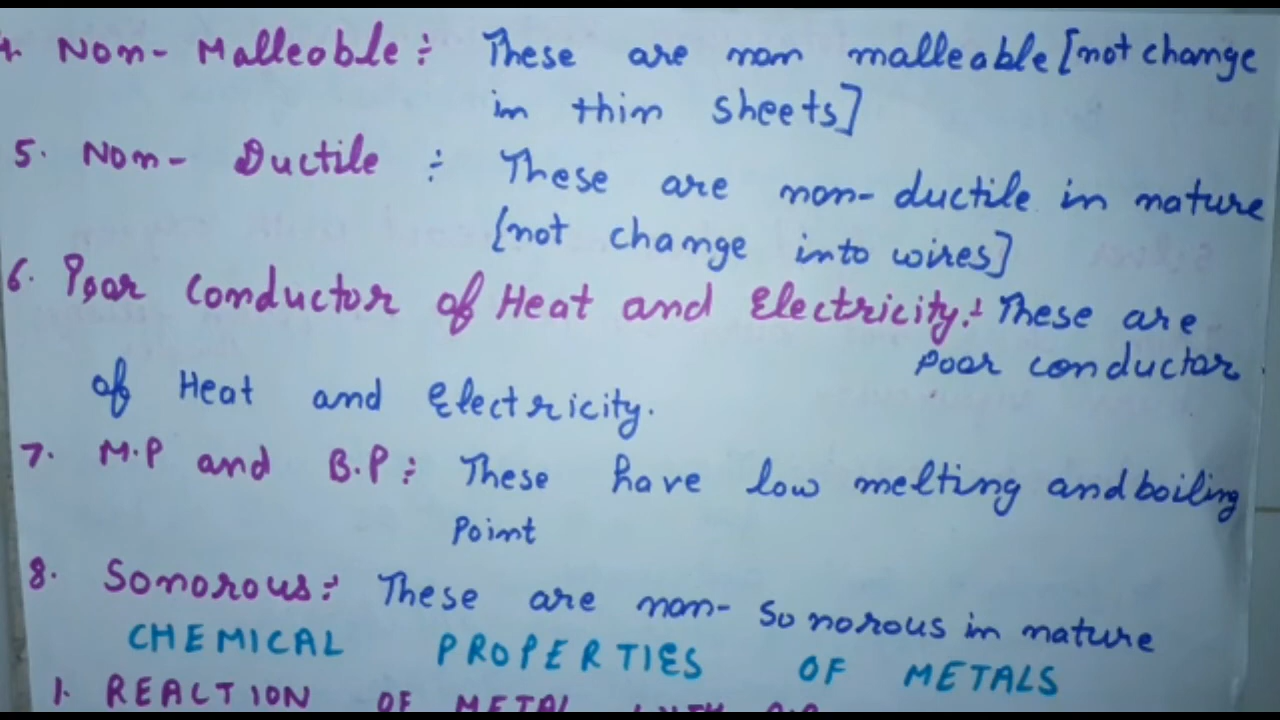 4. Non- Malleable:- These are non malleable [not change
in thin sheets]
5. Non- Ductile :- These are non- ductile in nature
[not change into wires]
6. Poor conductor of Heat and Electricity:- These are
Poor conductor
of Heat and Electricity.
7. M.P and B.P:- These have low melting and boiling
Point
8. Sonorous:- These are non- Sonorous in nature
CHEMICAL PROPERTIES OF METALS
1. REACTION OF METAL WITH